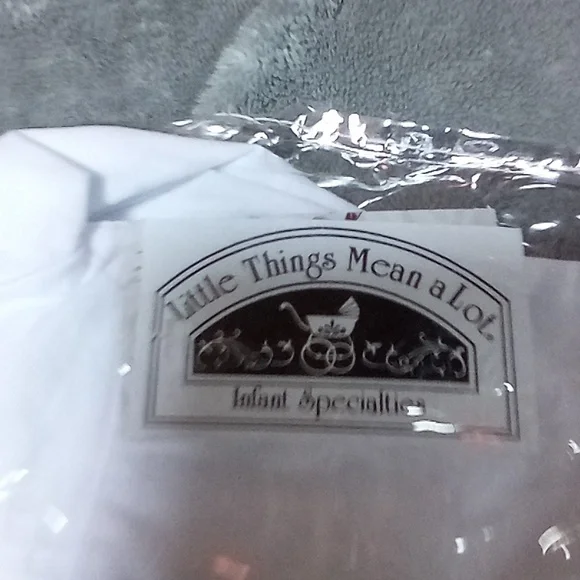 Little Things Mean a Lot.
Infant Specialties